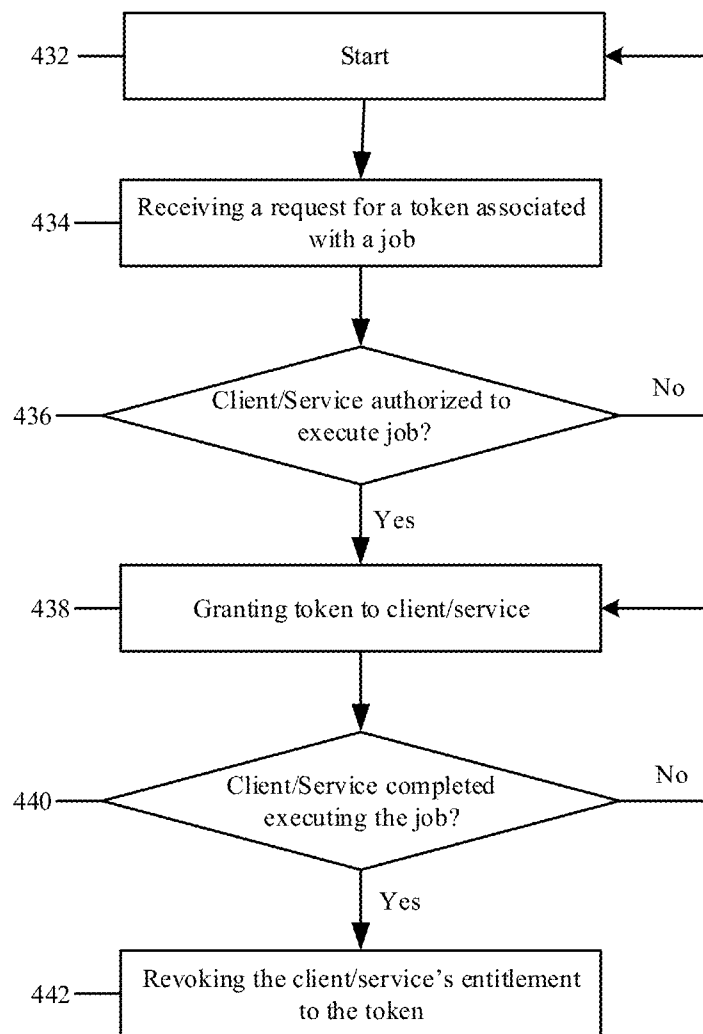 432
Start
434
Receiving a request for a token associated
with a job
436
Client/Service authorized to
execute job?
No
Yes
438
Granting token to client/service
440
Client/Service completed
executing the job?
No
Yes
442
Revoking the client/service's entitlement
to the token